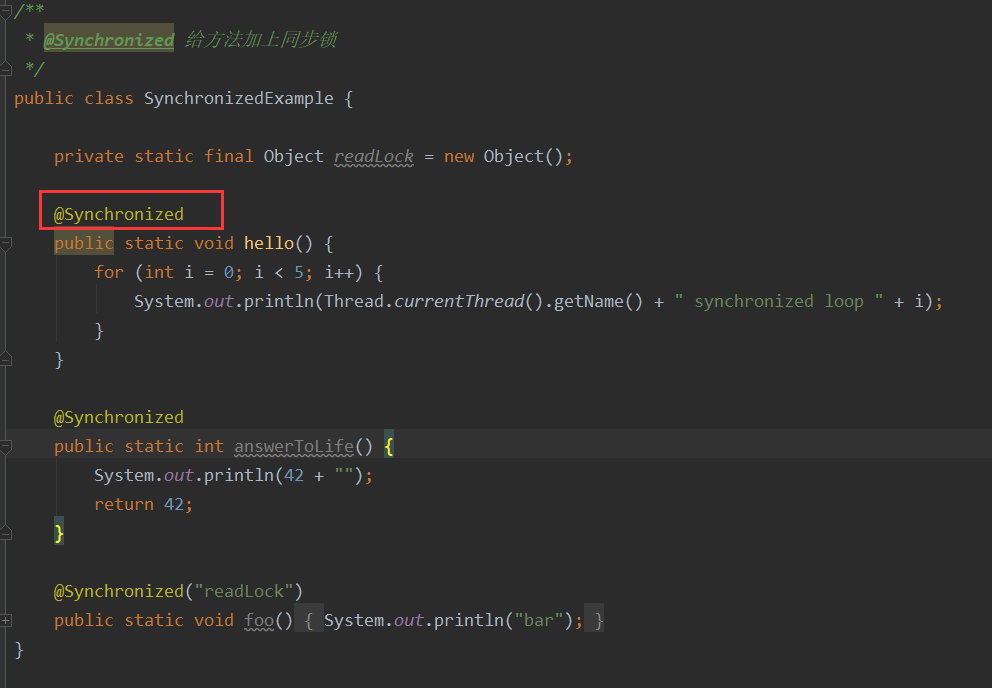 /**
 * @Synchronized 给方法加上同步锁
 */
public class SynchronizedExample {
    private static final Object readLock = new Object();
    @Synchronized
    public static void hello() {
        for (int i = 0; i < 5; i++) {
            System.out.println(Thread.currentThread().getName() + " synchronized loop " + i);
        }
    }
    @Synchronized
    public static int answerToLife() {
        System.out.println(42 + "");
        return 42;
    }
    @Synchronized("readLock")
    public static void foo() { System.out.println("bar"); }
}